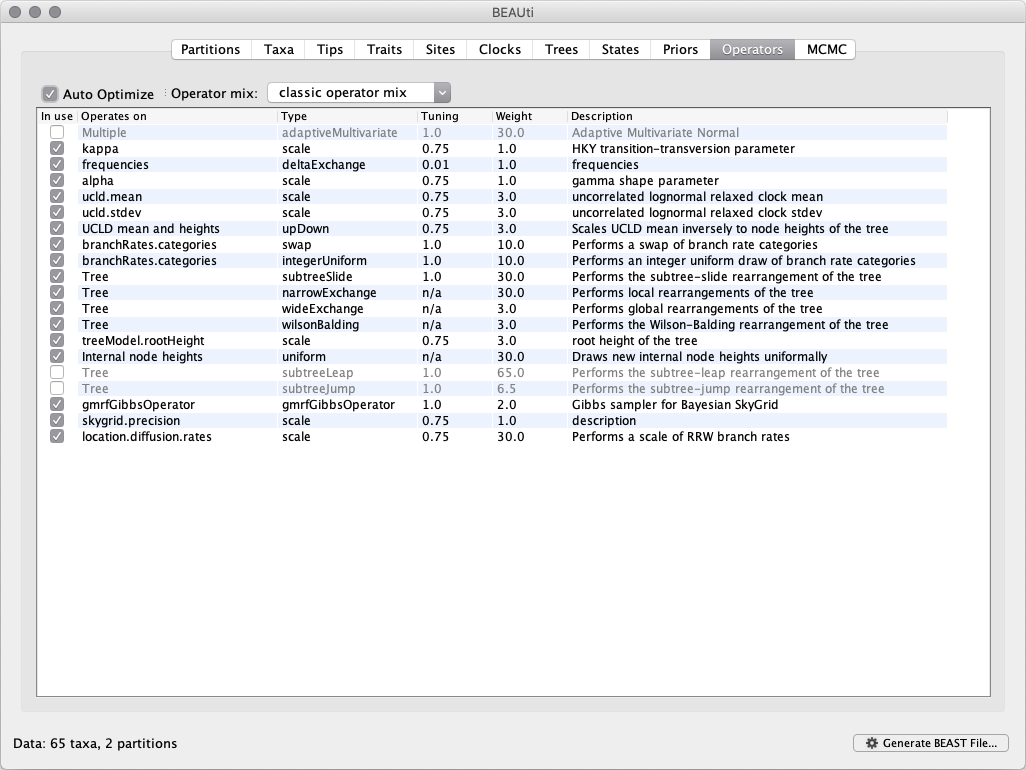 BEAUti
Partitions Taxa Tips Traits Sites Clocks Trees States Priors Operators MCMC
Auto Optimize Operator mix: classic operator mix
In use Operates on Type Tuning Weight Description
Multiple adaptiveMultivariate 1.0 30.0 Adaptive Multivariate Normal
kappa scale 0.75 1.0 HKY transition-transversion parameter
frequencies deltaExchange 0.01 1.0 frequencies
alpha scale 0.75 1.0 gamma shape parameter
ucld.mean scale 0.75 3.0 uncorrelated lognormal relaxed clock mean
ucld.stdev scale 0.75 3.0 uncorrelated lognormal relaxed clock stdev
UCLD mean and heights upDown 0.75 3.0 Scales UCLD mean inversely to node heights of the tree
branchRates.categories swap 1.0 10.0 Performs a swap of branch rate categories
branchRates.categories integerUniform 1.0 10.0 Performs an integer uniform draw of branch rate categories
Tree subtreeSlide 1.0 30.0 Performs the subtree-slide rearrangement of the tree
Tree narrowExchange n/a 30.0 Performs local rearrangements of the tree
Tree wideExchange n/a 3.0 Performs global rearrangements of the tree
Tree wilsonBalding n/a 3.0 Performs the Wilson-Balding rearrangement of the tree
treeModel.rootHeight scale 0.75 3.0 root height of the tree
Internal node heights uniform n/a 30.0 Draws new internal node heights uniformally
Tree subtreeLeap 1.0 65.0 Performs the subtree-leap rearrangement of the tree
Tree subtreeJump 1.0 6.5 Performs the subtree-jump rearrangement of the tree
gmrfGibbsOperator gmrfGibbsOperator 1.0 2.0 Gibbs sampler for Bayesian SkyGrid
skygrid.precision scale 0.75 1.0 description
location.diffusion.rates scale 0.75 30.0 Performs a scale of RRW branch rates
Data: 65 taxa, 2 partitions Generate BEAST File...